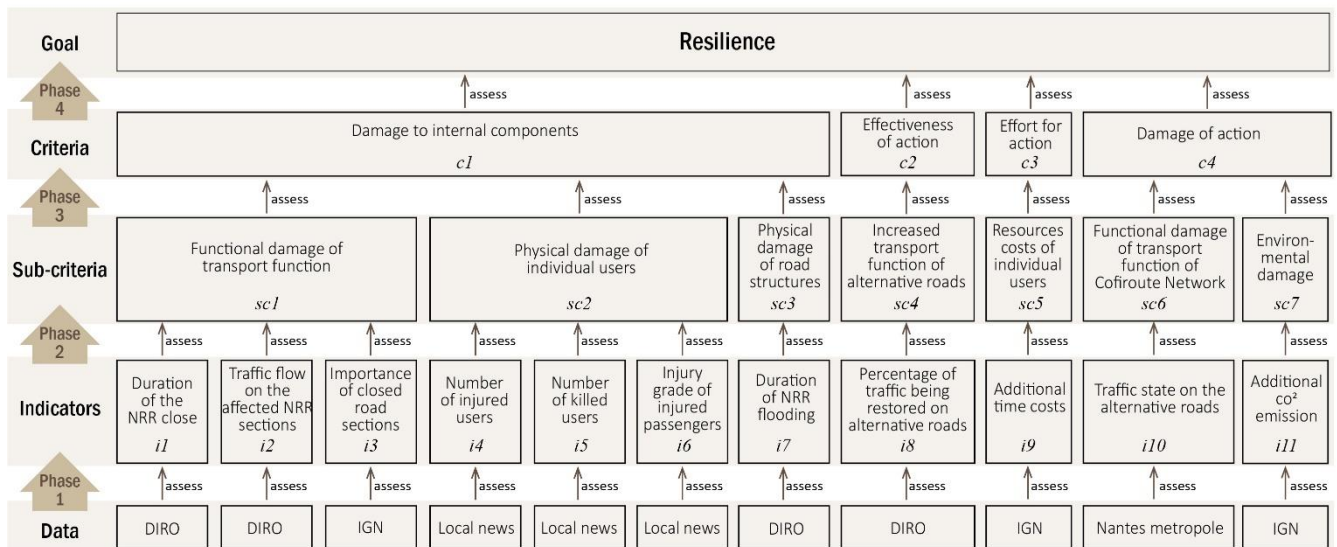 Goal
Resilience
Phase
4
assess
assess
assess
assess
Criteria
Damage to internal components
c1
Effectiveness
of action
c2
Effort for
action
c3
Damage of action
c4
Phase
3
assess
assess
assess
assess
assess
assess
assess
Sub-criteria
Functional damage of
transport function
sc1
Physical damage of
individual users
sc2
Physical
damage
of road
structures
sc3
Increased
transport
function of
alternative roads
sc4
Resources
costs of
individual
users
sc5
Functional damage
of transport
function of
Cofiroute Network
sc6
Environ-
mental
damage
sc7
Phase
2
assess
assess
assess
assess
assess
assess
assess
assess
assess
assess
assess
Indicators
Duration
of the
NRR close
i1
Traffic flow
on the
affected NRR
sections
i2
Importance
of closed
road
sections
i3
Number
of injured
users
i4
Number
of killed
users
i5
Injury
grade of
injured
passengers
i6
Duration
of NRR
flooding
i7
Percentage of
traffic being
restored on
alternative roads
i8
Additional
time costs
i9
Traffic state on the
alternative roads
i10
Additional
co²
emission
i11
Phase
1
assess
assess
assess
assess
assess
assess
assess
assess
assess
assess
assess
Data
DIRO
DIRO
IGN
Local news
Local news
Local news
DIRO
DIRO
IGN
Nantes metropole
IGN